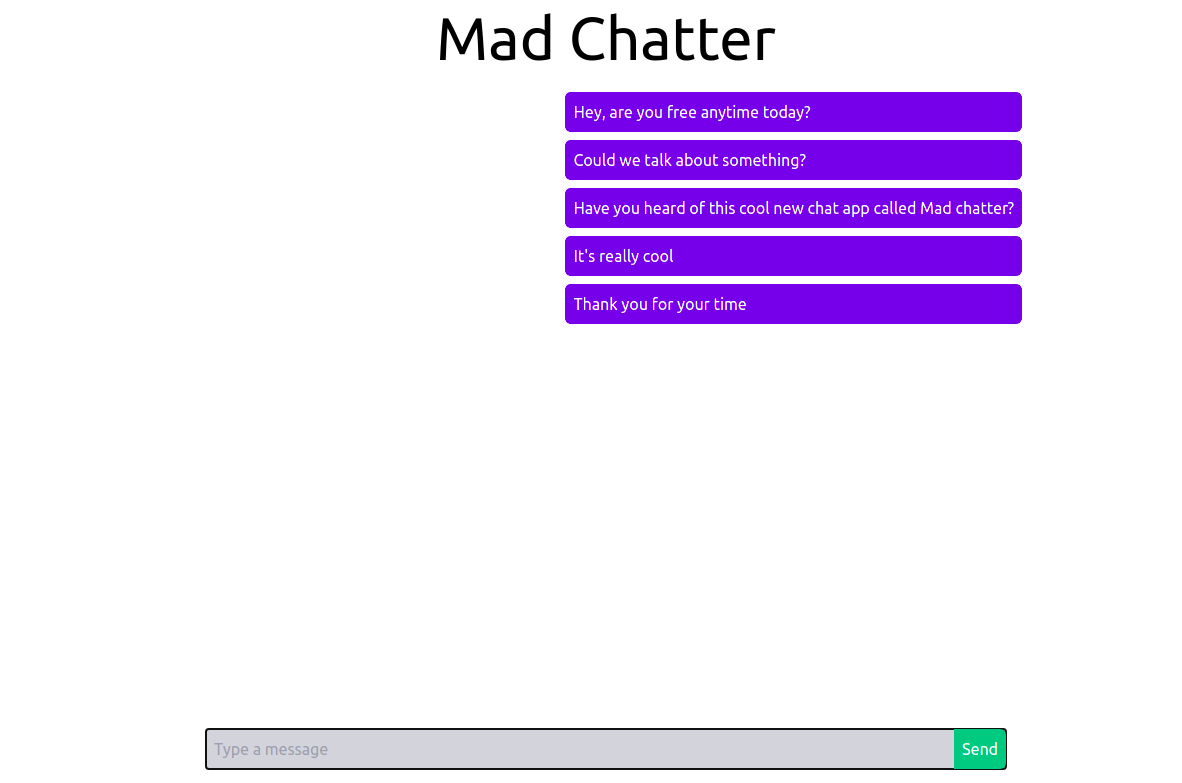 Mad Chatter
Hey, are you free anytime today?
Could we talk about something?
Have you heard of this cool new chat app called Mad chatter?
It's really cool
Thank you for your time
Type a message
Send